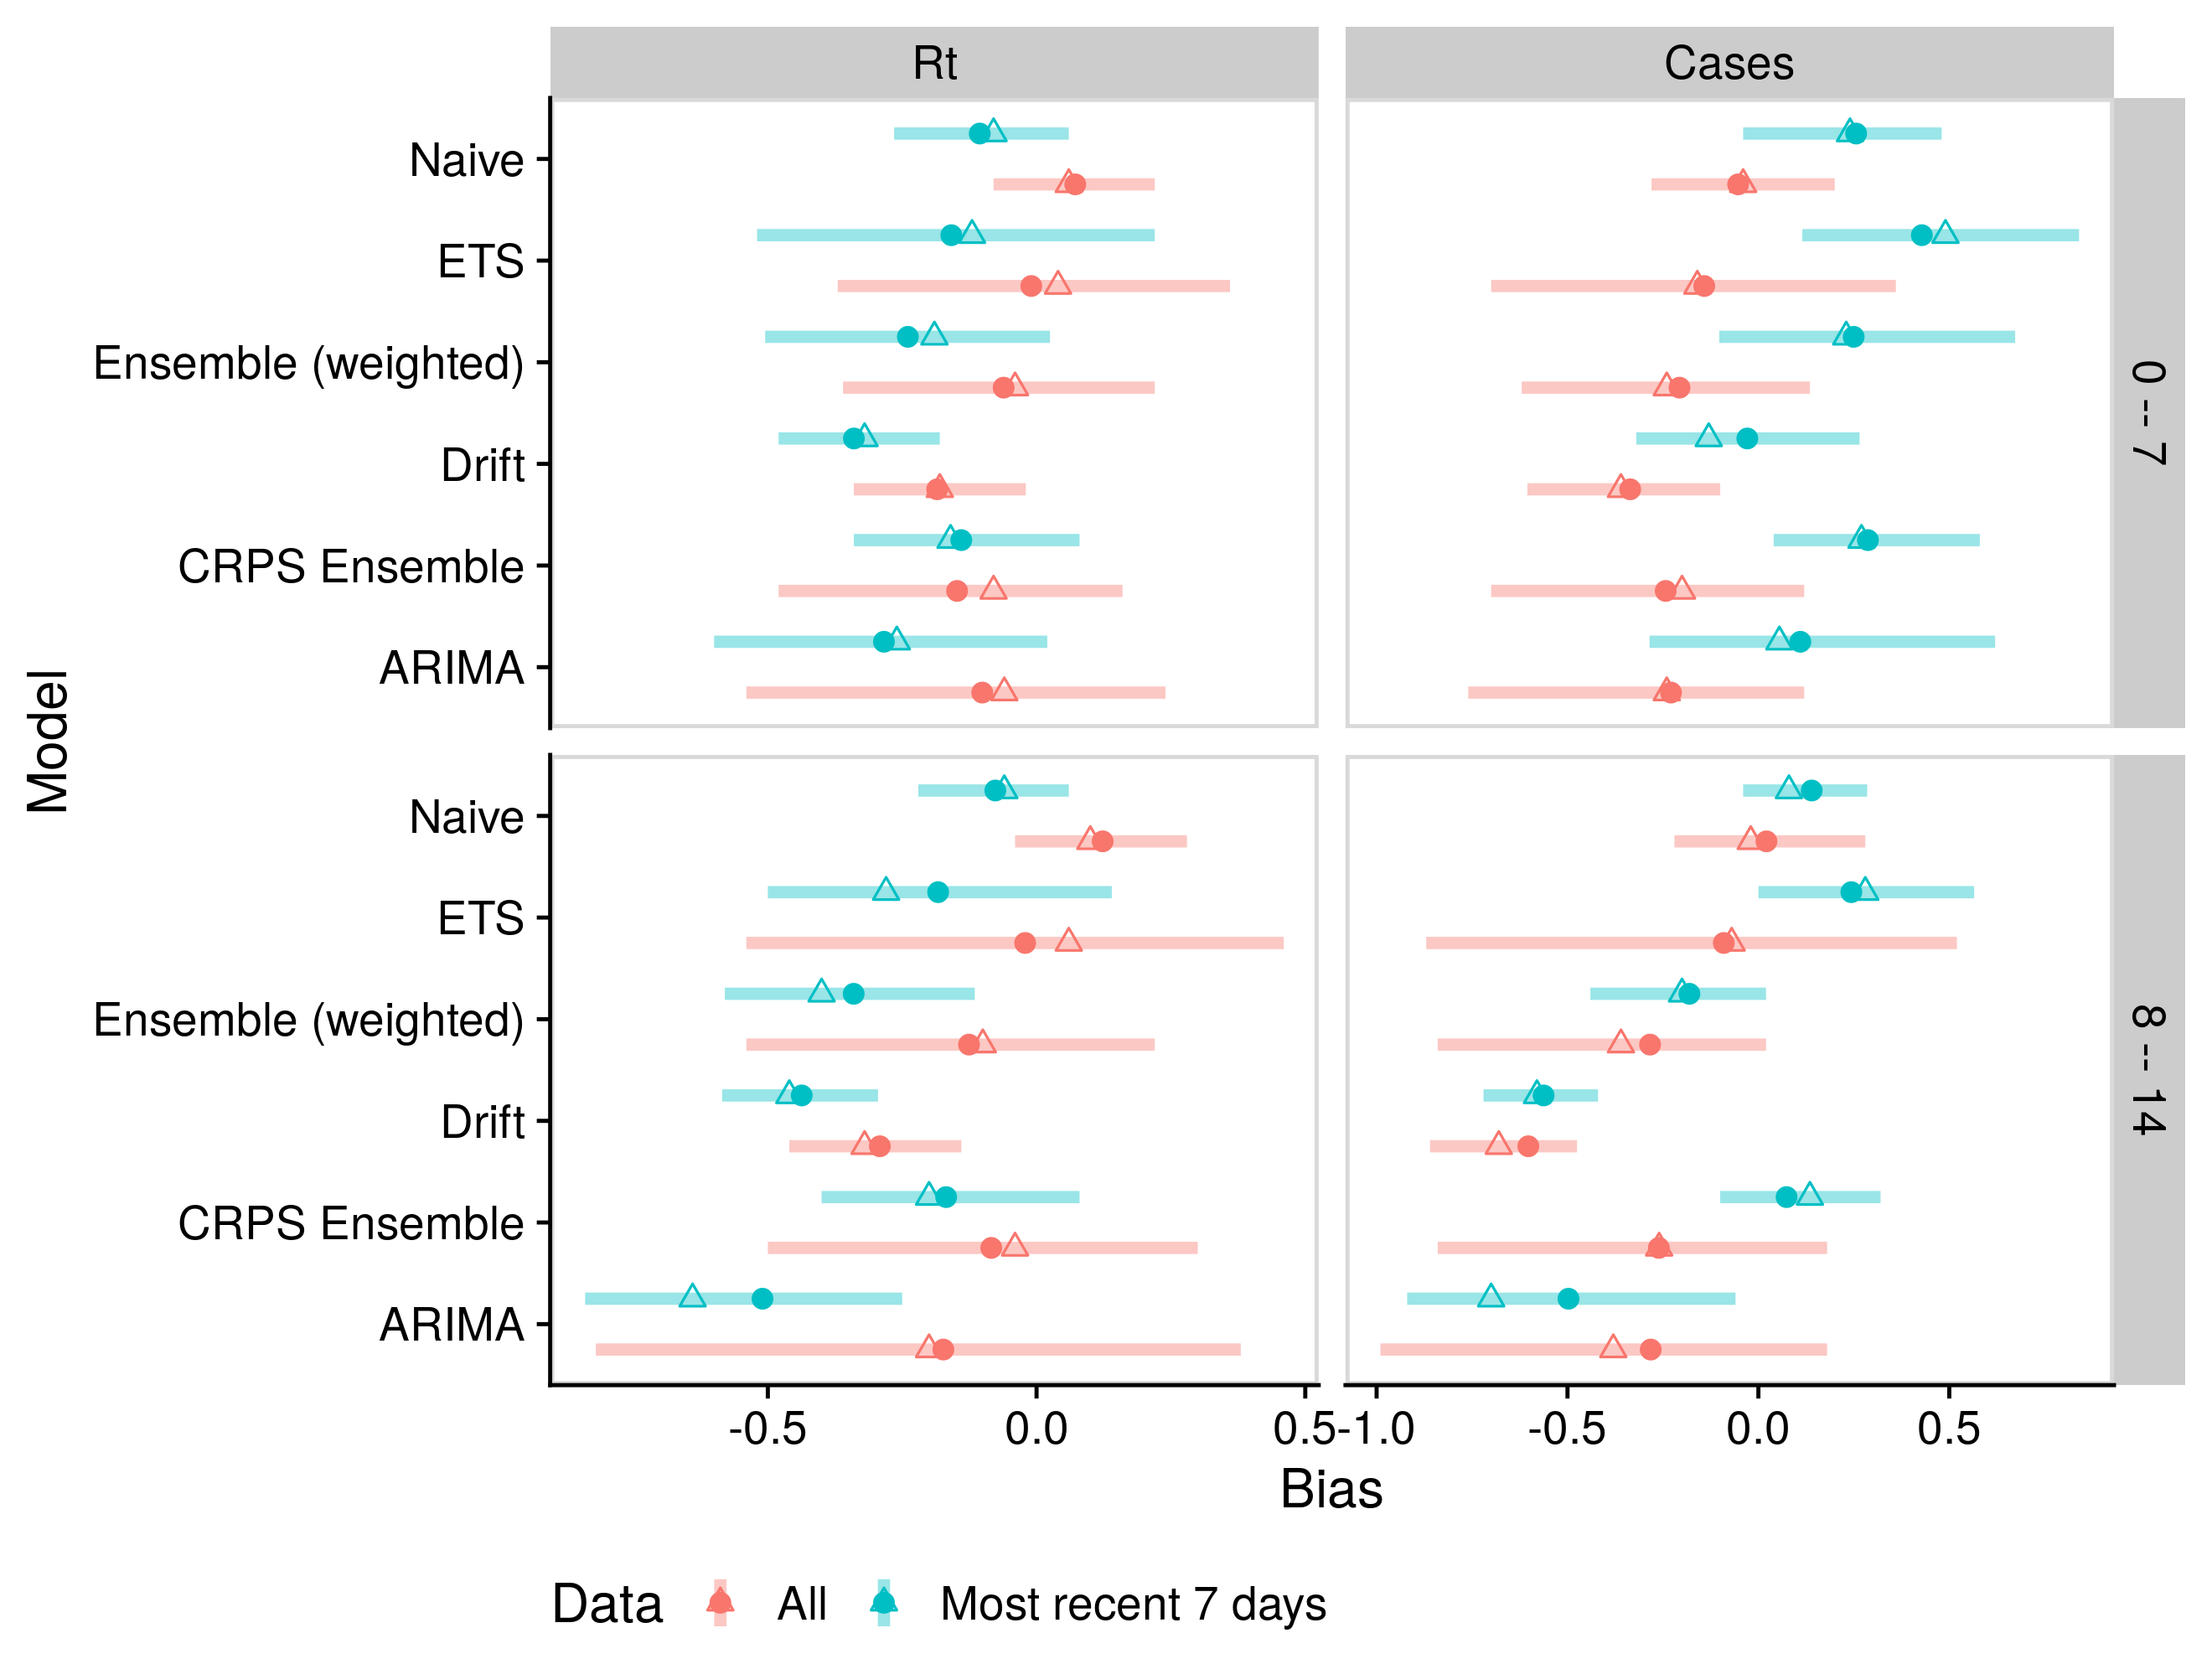 Rt
Cases
Naive
ETS
Ensemble (weighted)
Drift
CRPS Ensemble
ARIMA
0 -- 7
Naive
ETS
Ensemble (weighted)
Drift
CRPS Ensemble
ARIMA
8 -- 14
Model
-0.5 0.0 0.5
-1.0 -0.5 0.0 0.5
Bias
Data All Most recent 7 days